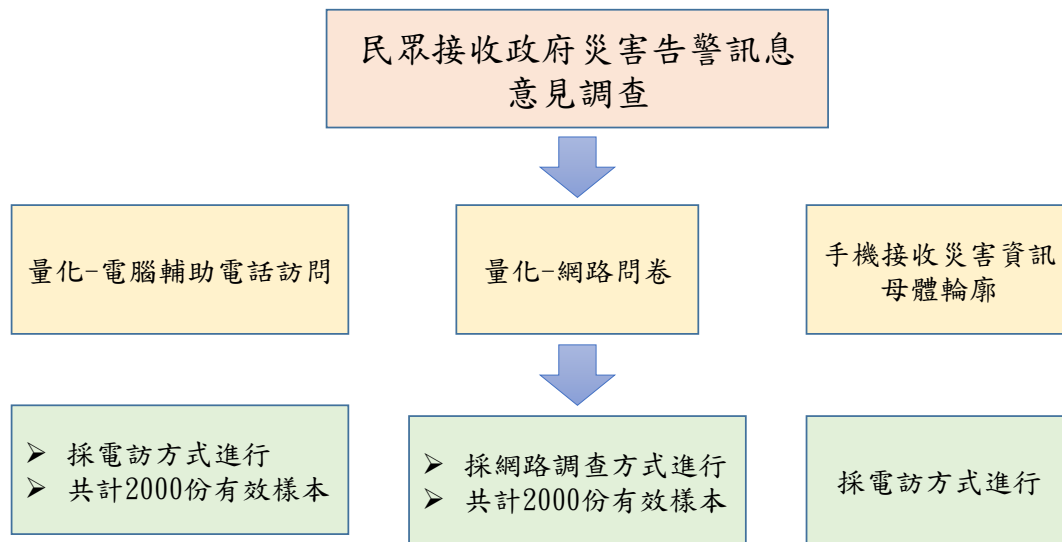 民眾接收政府災害告警訊息
意見調查
量化-電腦輔助電話訪問
量化-網路問卷
手機接收災害資訊
母體輪廓
➢ 採電訪方式進行
➢ 共計2000份有效樣本
➢ 採網路調查方式進行
➢ 共計2000份有效樣本
採電訪方式進行